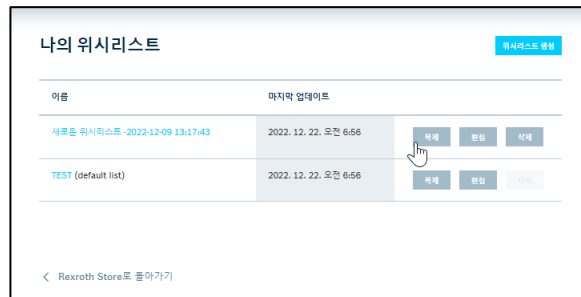 나의 위시리스트
위시리스트 생성
이름 마지막 업데이트
새로운 위시리스트 -2022-12-09 13:17:43 2022. 12. 22. 오전 6:56 복제 편집 삭제
TEST (default list) 2022. 12. 22. 오전 6:56 복제 편집 삭제
Rexroth Store로 돌아가기